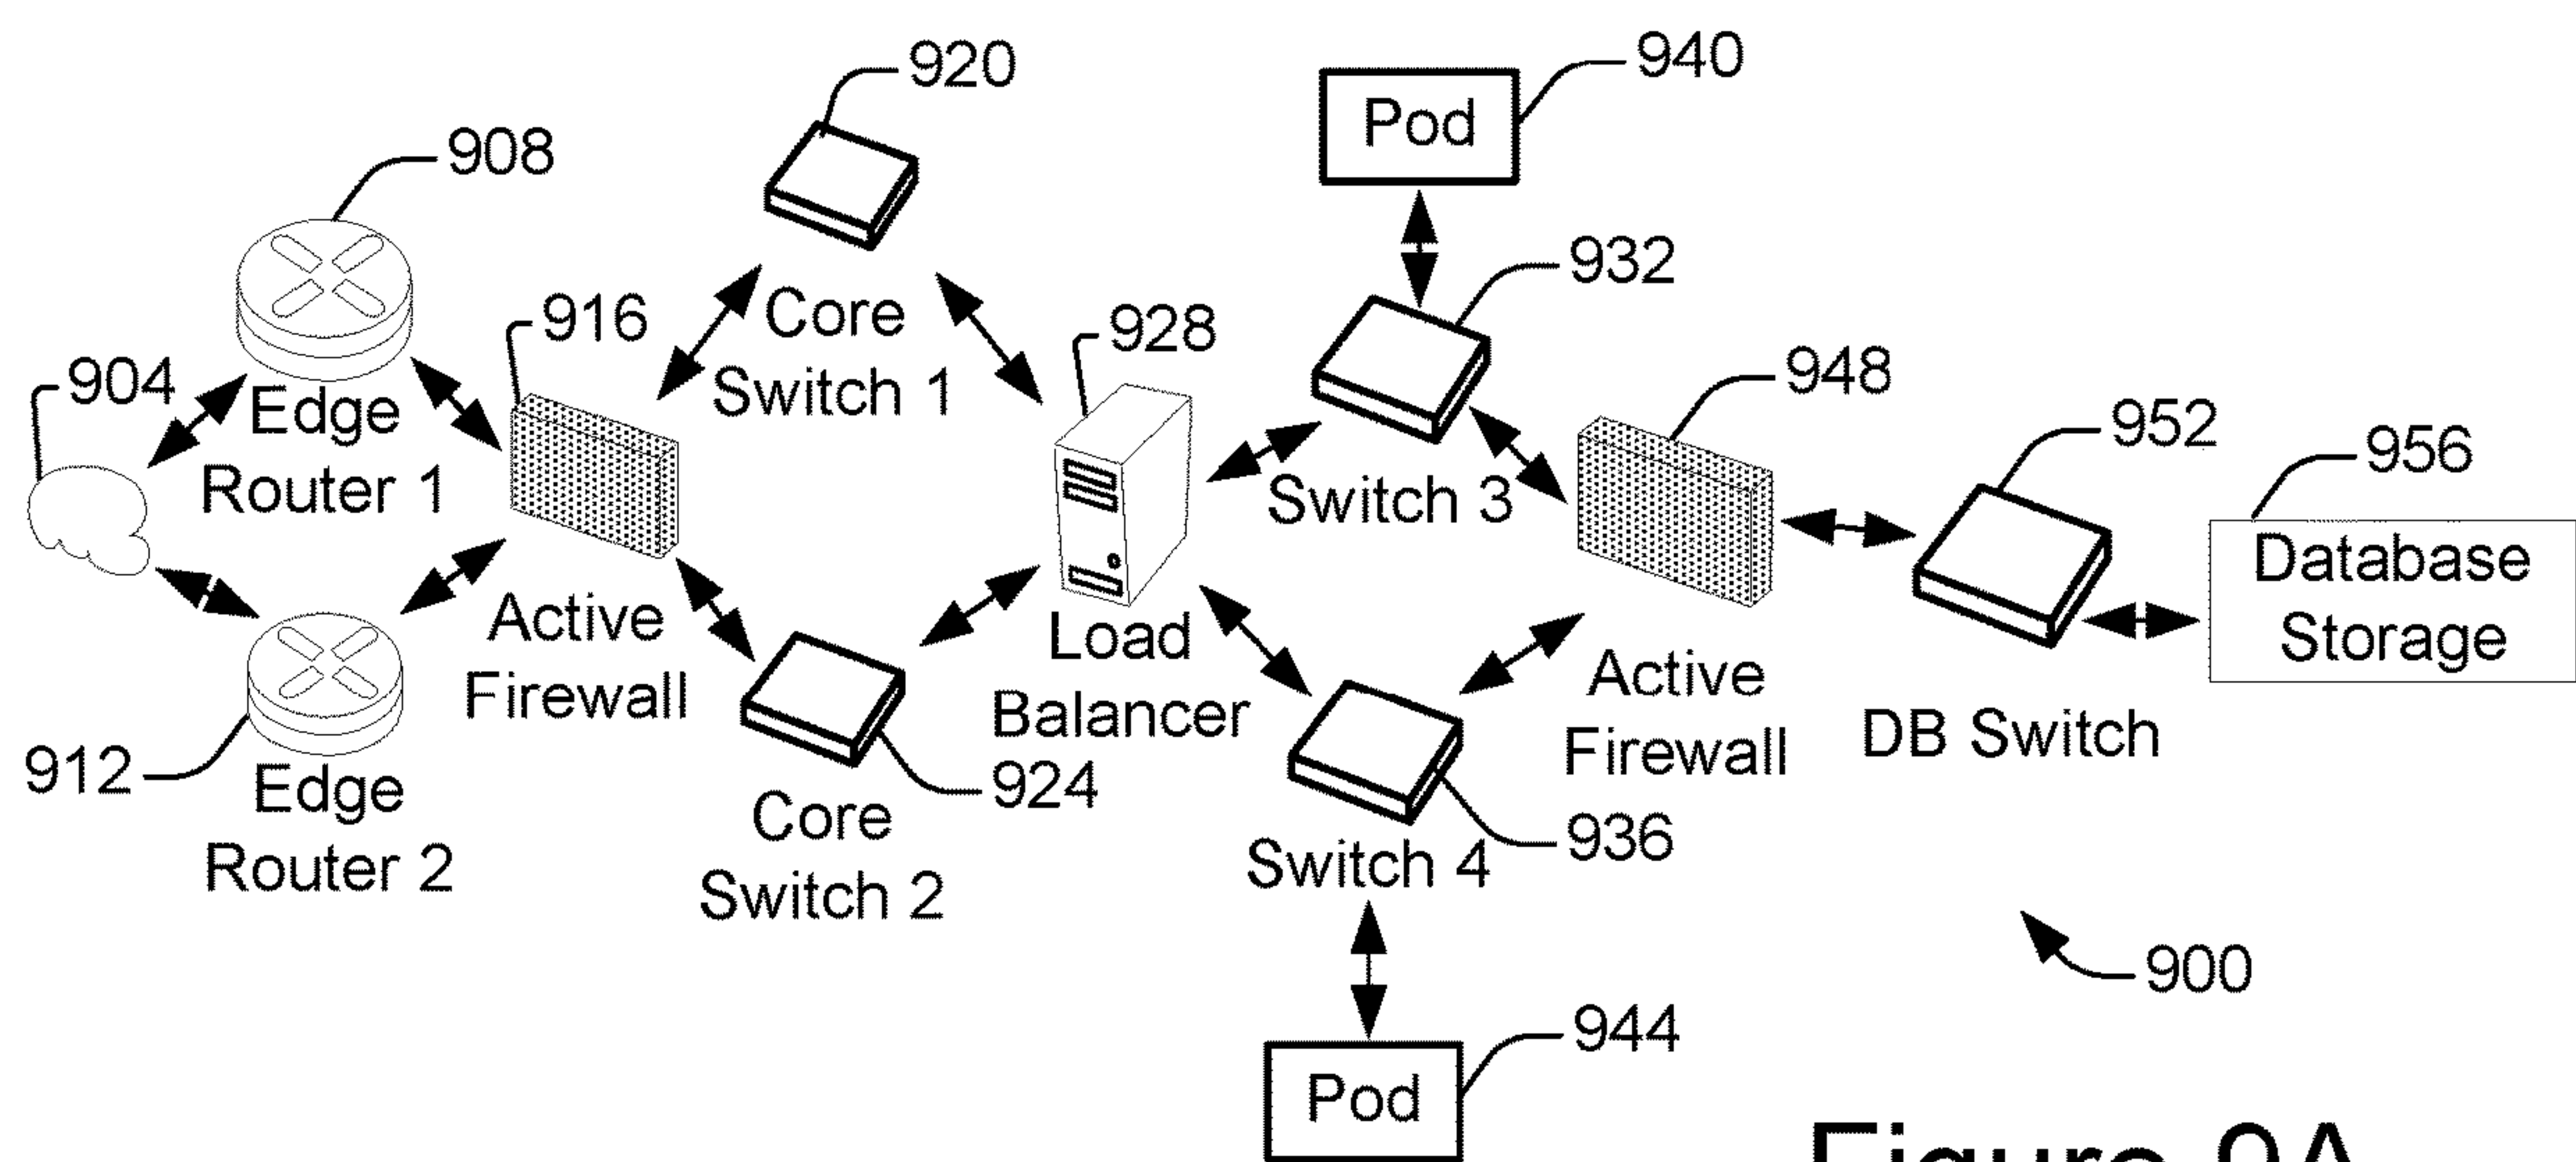 920
940
Pod
908
932
Core
Switch 1
916
928
948
904
Edge
Router 1
952
956
Switch 3
Database
Storage
Active
Firewall
Load
Balancer
Active
Firewall
DB Switch
912
Edge
Router 2
924
Core
Switch 2
936
Switch 4
900
944
Pod
Figure 9A